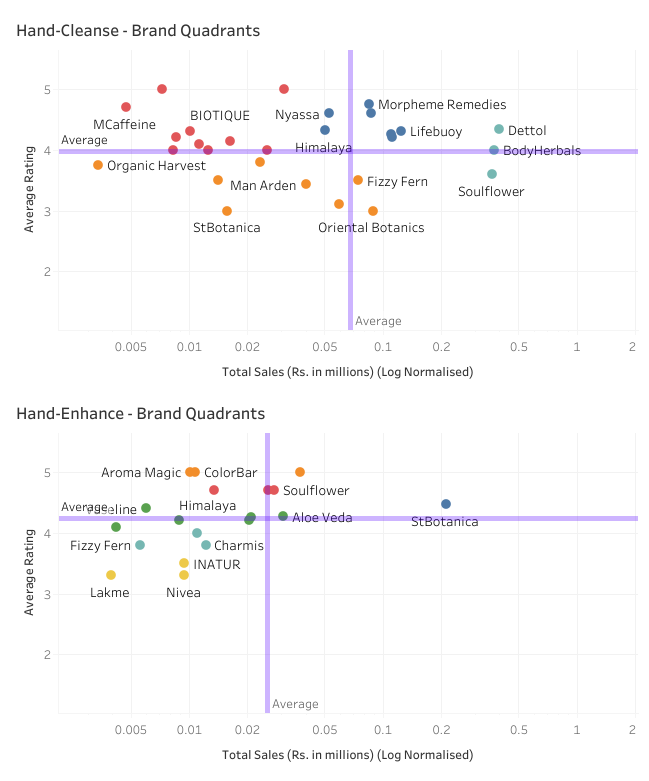 Hand-Cleanse - Brand Quadrants
5
Morpheme Remedies
MCaffeine
BIOTIQUE
Nyassa
Lifebuoy
Dettol
Average
Himalaya
4
BodyHerbals
Organic Harvest
Man Arden
Fizzy Fern
Soulflower
3
StBotanica
Oriental Botanics
2
Average
Average Rating
0.005
0.01
0.02
0.05
0.1
0.2
0.5
1
2
Total Sales (Rs. in millions) (Log Normalised)
Hand-Enhance - Brand Quadrants
5
Aroma Magic
ColorBar
Soulflower
Himalaya
Average
Aloe Veda
StBotanica
4
Fizzy Fern
Charmis
INATUR
3
Lakme
Nivea
2
Average
Average Rating
0.005
0.01
0.02
0.05
0.1
0.2
0.5
1
2
Total Sales (Rs. in millions) (Log Normalised)